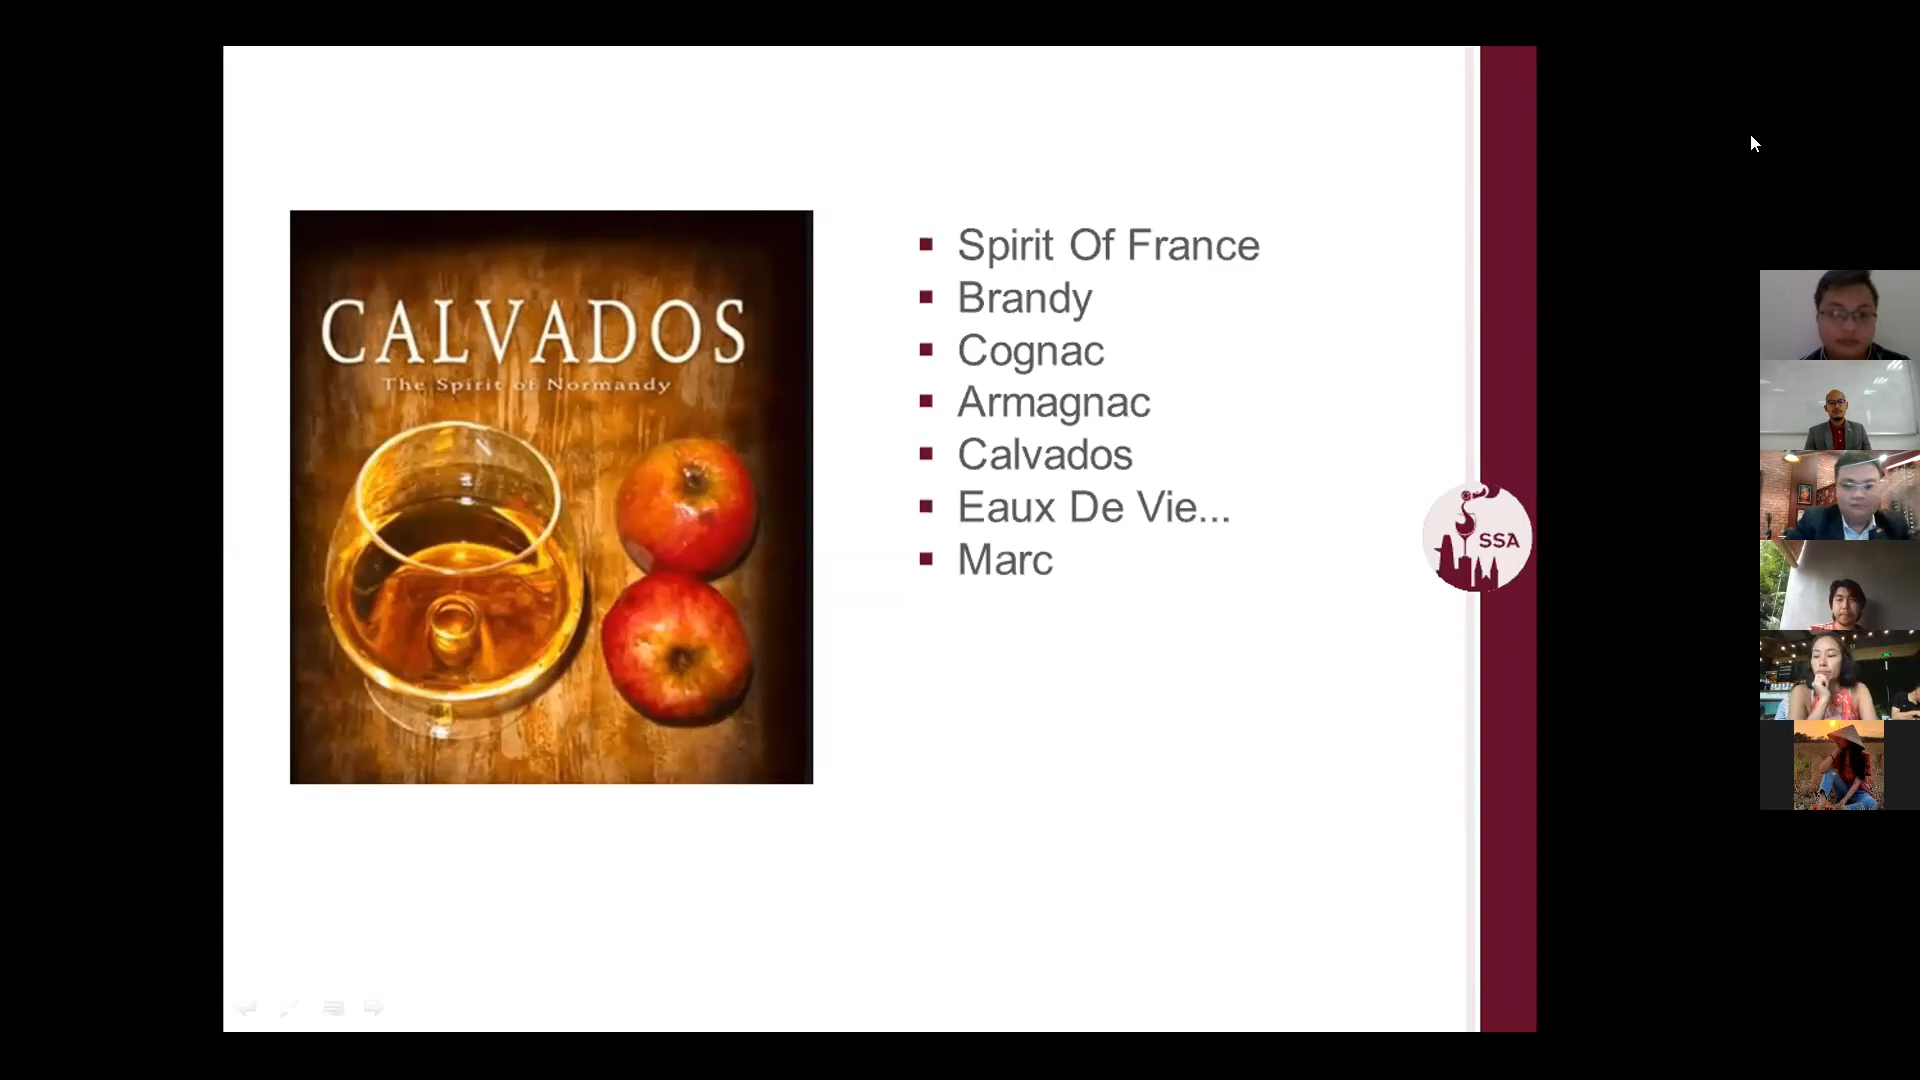 CALVADOS
The Spirit of Normandy
Spirit Of France
Brandy
Cognac
Armagnac
Calvados
Eaux De Vie...
Marc
SSA